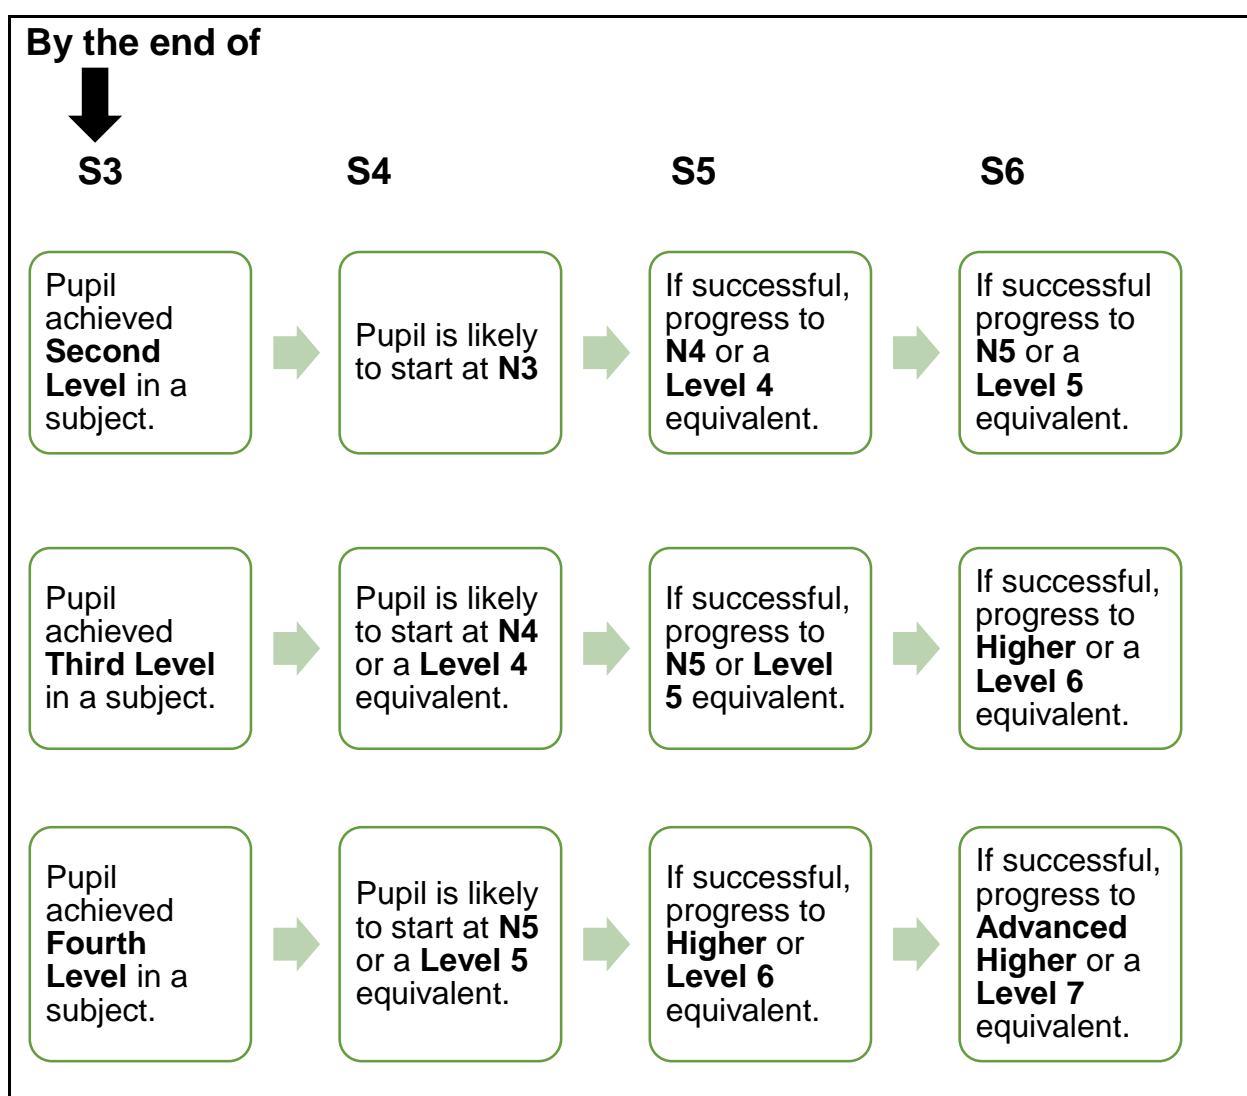 By the end of
S3
S4
S5
S6
Pupil
achieved
Second
Level in a
subject.
Pupil is likely
to start at N3
If successful,
progress to
N4 or a
Level 4
equivalent.
If successful
progress to
N5 or a
Level 5
equivalent.
Pupil
achieved
Third Level
in a subject.
Pupil is likely
to start at N4
or a Level 4
equivalent.
If successful,
progress to
N5 or Level
5 equivalent.
If successful,
progress to
Higher or a
Level 6
equivalent.
Pupil
achieved
Fourth
Level in a
subject.
Pupil is likely
to start at N5
or a Level 5
equivalent.
If successful,
progress to
Higher or
Level 6
equivalent.
If successful,
progress to
Advanced
Higher or a
Level 7
equivalent.